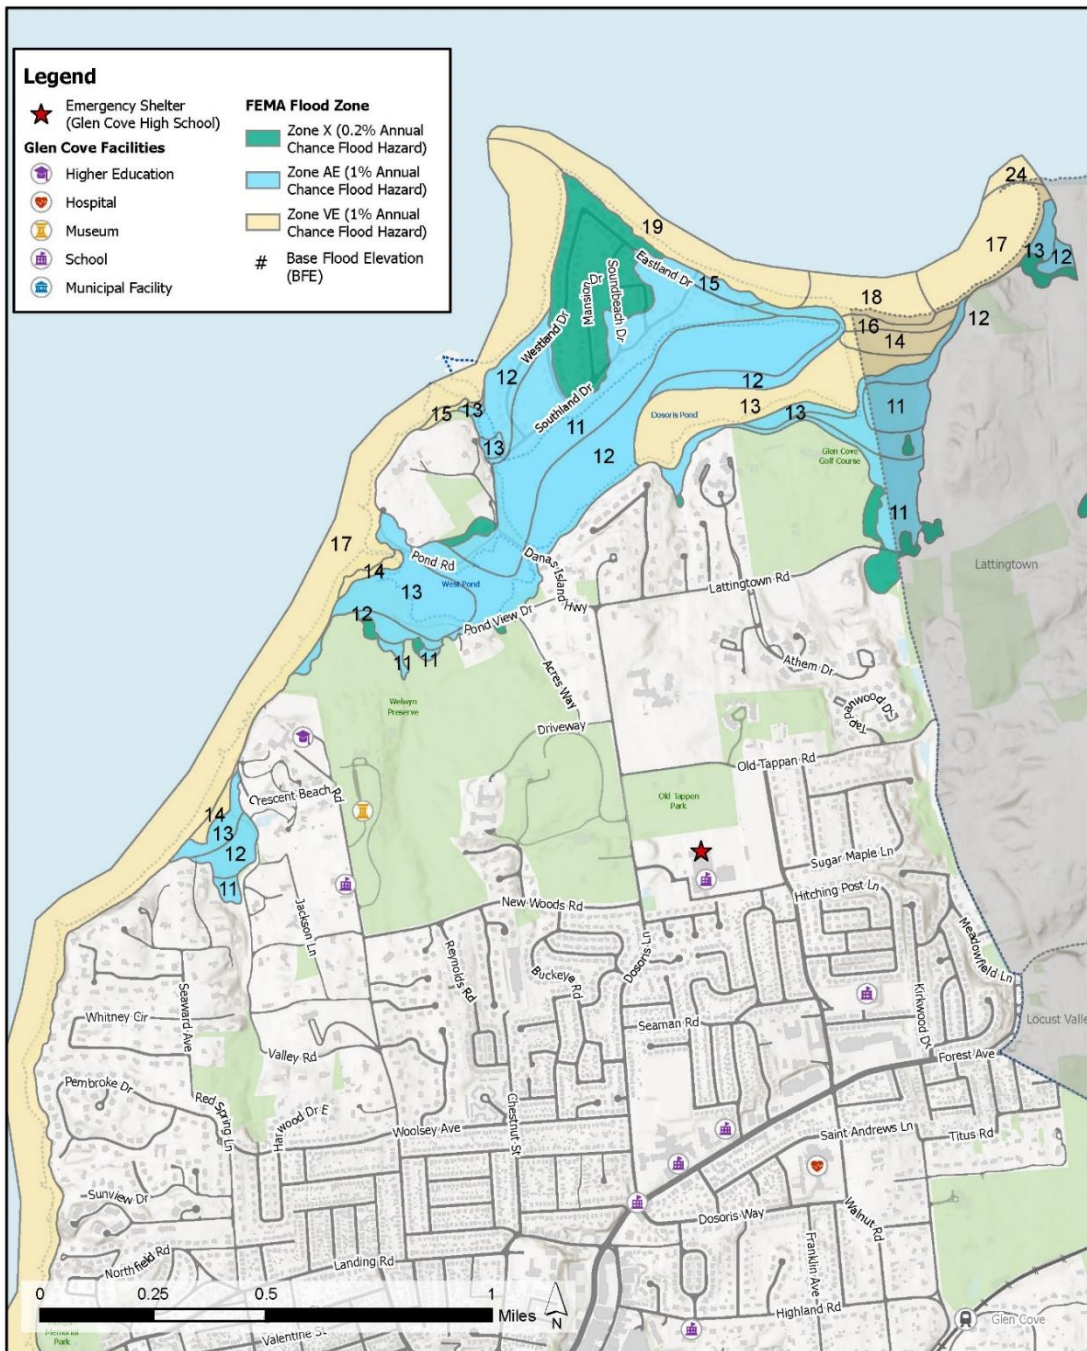 Legend
Emergency Shelter
(Glen Cove High School)
Glen Cove Facilities
Higher Education
Hospital
Museum
School
Municipal Facility
FEMA Flood Zone
Zone X (0.2% Annual
Chance Flood Hazard)
Zone AE (1% Annual
Chance Flood Hazard)
Zone VE (1% Annual
Chance Flood Hazard)
# Base Flood Elevation
(BFE)
24
19
17
13
12
Eastland Dr
15
Mansion Dr
Soundbeach Dr
18
12
16
14
Westland Dr
12
12
13
15
13
Southland Dr
Dosoris Pond
13
13
11
11
12
13
Glen Cove
Golf Course
11
17
Pond Rd
14
Danas Island
Hwy
West Pond
13
Lattingtown Rd
Lattingtown
12
Pond View Dr
11
11
Acres Way
Athem Dr
Welwyn
Preserve
Tappanwood Dr
Driveway
Old Tappan Rd
Crescent Beach Rd
Old Tappen
Park
14
13
12
11
Sugar Maple Ln
Hitching Post Ln
New Woods Rd
Jackson Ln
Reynolds Rd
Buckeye Rd
Dosoris Ln
Meadowfield Ln
Seaward Ave
Whitney Cir
Seaman Rd
Kirkwood Dr
Locust Valle
Valley Rd
Forest Ave
Pembroke Dr
Red Spring Ln
Harwood Dr E
Woolsey Ave
Chestnut St
Saint Andrews Ln
Titus Rd
Sunview Dr
Dosoris Way
Walnut Rd
Franklin Ave
Northfield Rd
Landing Rd
0 0.25 0.5 1
Miles
N
Highland Rd
Glen Cove
Valentine St
Park